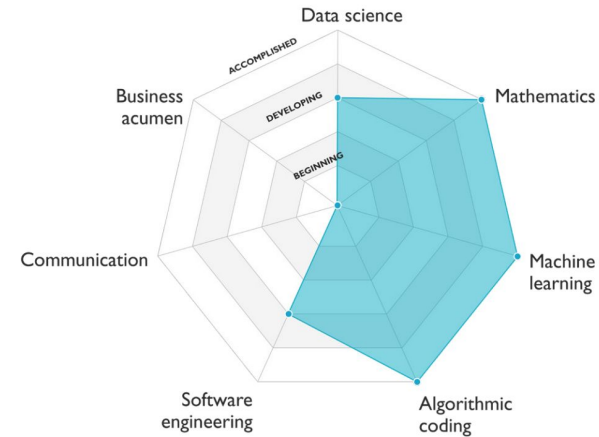 Data science
ACCOMPLISHED
Business
acumen
DEVELOPING
Mathematics
BEGINNING
Communication
Machine
learning
Software
engineering
Algorithmic
coding